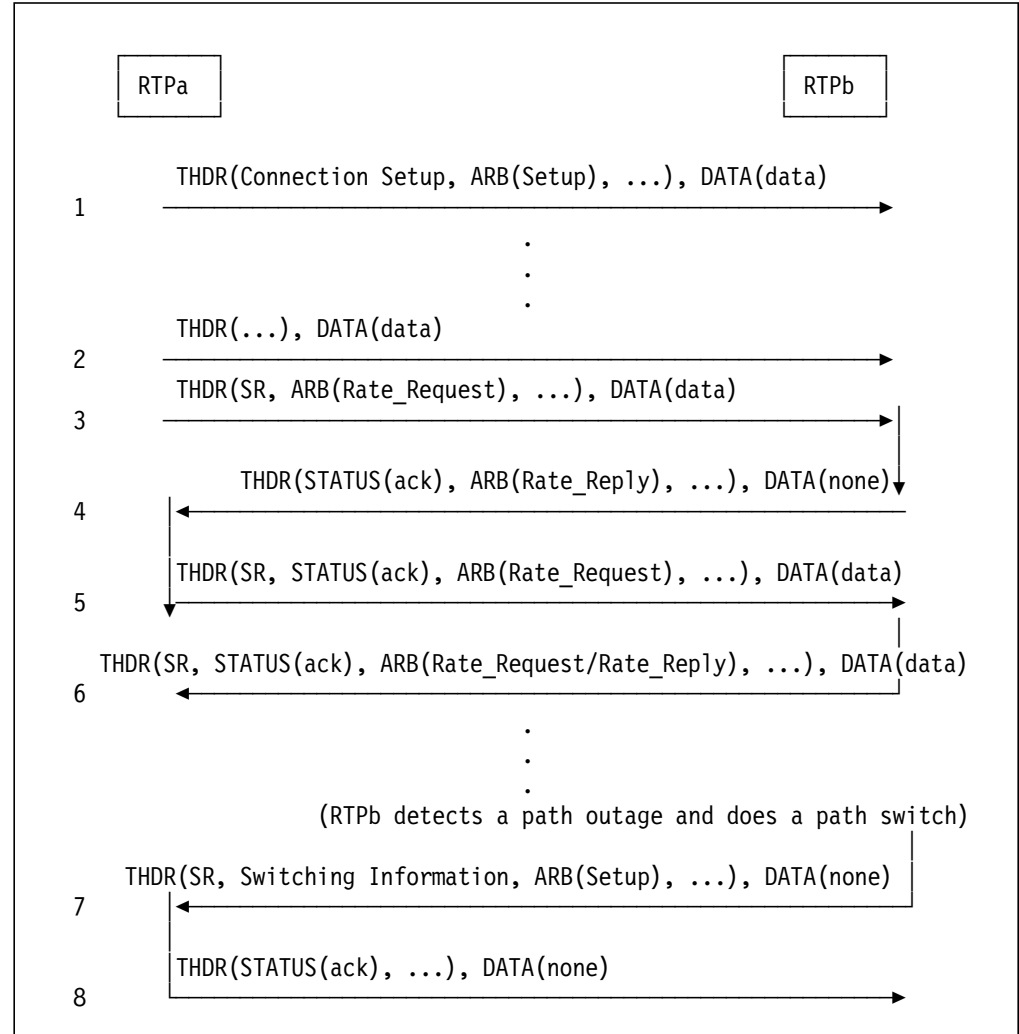 RTPa RTPb
THDR(Connection Setup, ARB(Setup), ...), DATA(data)
1
.
.
.
THDR(...), DATA(data)
2
THDR(SR, ARB(Rate_Request), ...), DATA(data)
3
THDR(STATUS(ack), ARB(Rate_Reply), ...), DATA(none)
4
THDR(SR, STATUS(ack), ARB(Rate_Request), ...), DATA(data)
5
THDR(SR, STATUS(ack), ARB(Rate_Request/Rate_Reply), ...), DATA(data)
6
.
.
.
(RTPb detects a path outage and does a path switch)
THDR(SR, Switching Information, ARB(Setup), ...), DATA(none)
7
THDR(STATUS(ack), ...), DATA(none)
8